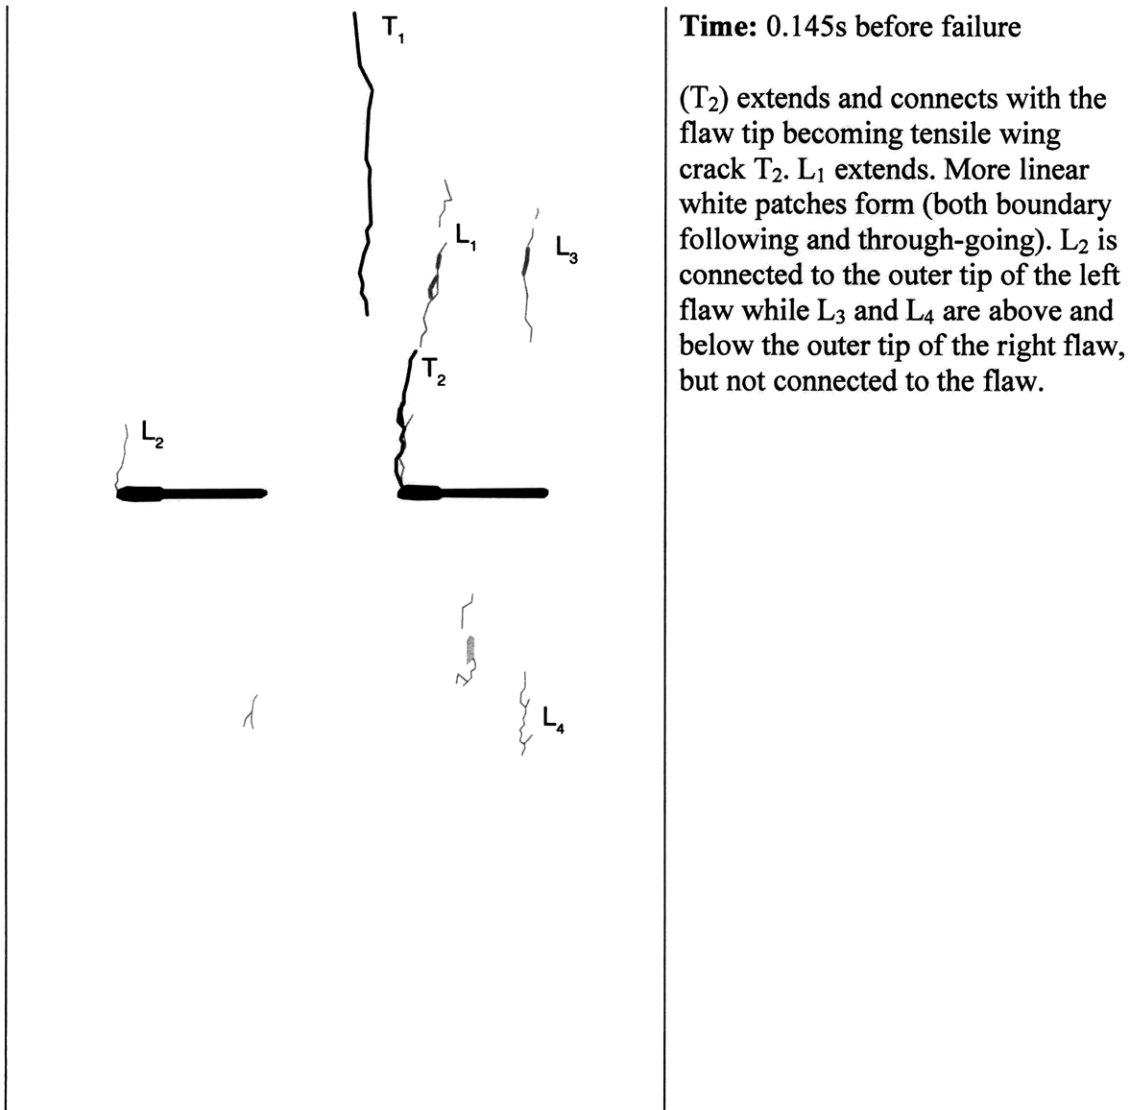 T₁
L₁
L₃
T₂
L₂
L₄
Time: 0.145s before failure
(T₂) extends and connects with the
flaw tip becoming tensile wing
crack T₂. L₁ extends. More linear
white patches form (both boundary
following and through-going). L₂ is
connected to the outer tip of the left
flaw while L₃ and L₄ are above and
below the outer tip of the right flaw,
but not connected to the flaw.